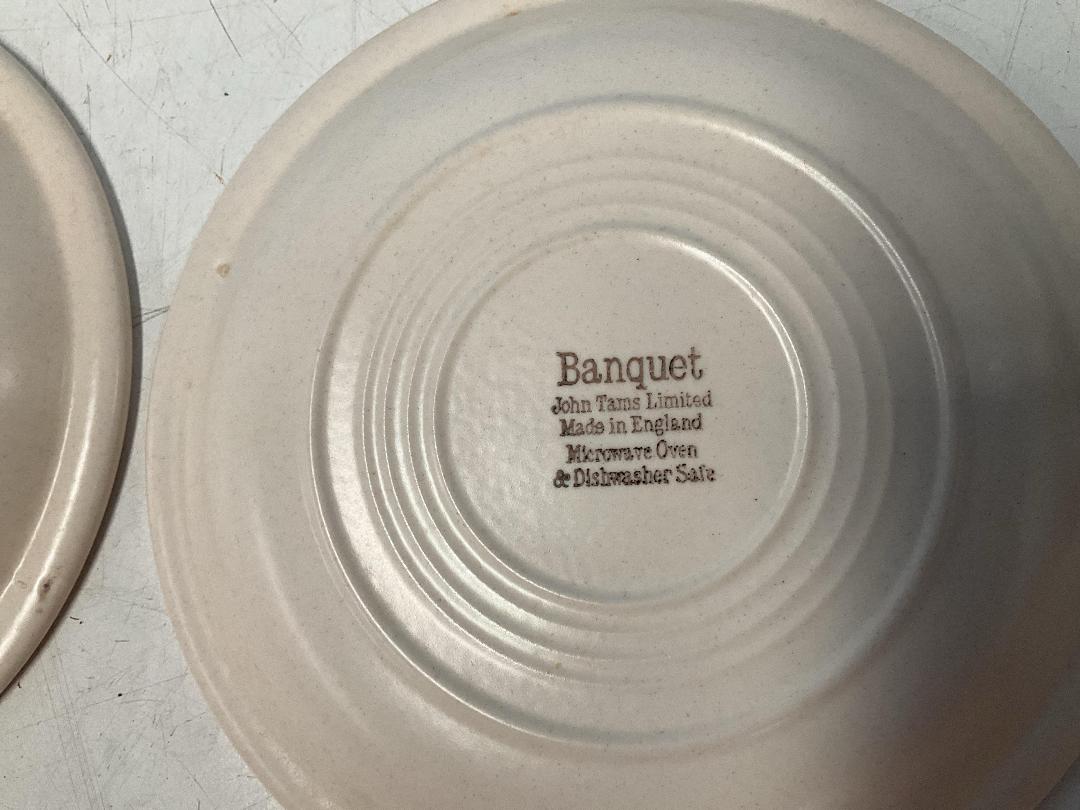 Banquet
John Tams Limited
Made in England
Microwave Oven
& Dishwasher Safe